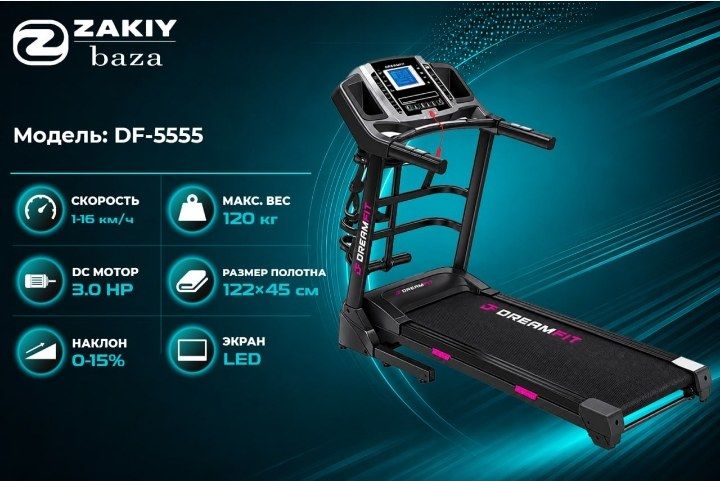 ZAKIY
baza
Модель: DF-5555
СКОРОСТЬ
1-16 км/ч
МАКС. ВЕС
120 кг
DC МОТОР
3.0 HP
РАЗМЕР ПОЛОТНА
122×45 см
НАКЛОН
0-15%
ЭКРАН
LED
DREAMFIT
DREAMFIT
DREAMFIT
DREAMFIT